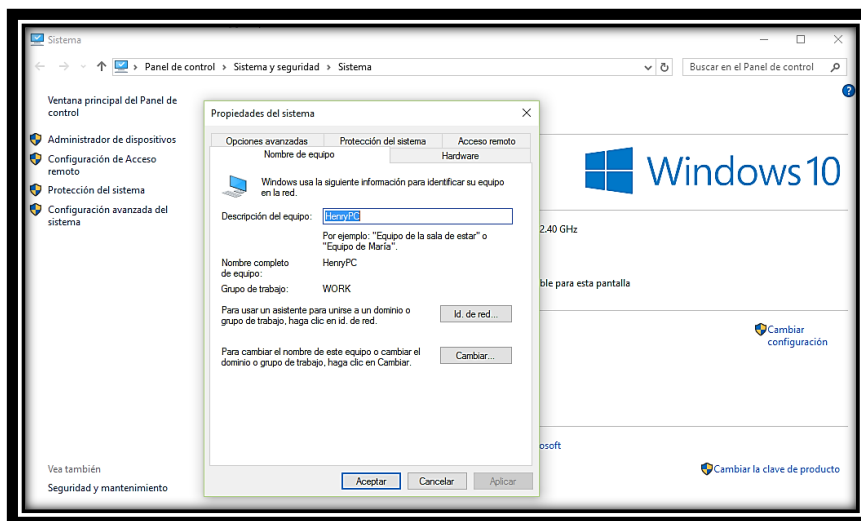 Sistema
Panel de control > Sistema y seguridad > Sistema
Buscar en el Panel de control
Ventana principal del Panel de
control
Administrador de dispositivos
Configuración de Acceso
remoto
Protección del sistema
Configuración avanzada del
sistema
Vea también
Seguridad y mantenimiento
Propiedades del sistema
Opciones avanzadas
Protección del sistema
Acceso remoto
Nombre de equipo
Hardware
Windows usa la siguiente información para identificar su equipo
en la red.
Descripción del equipo:
HenryPC
Por ejemplo: "Equipo de la sala de estar" o
"Equipo de María".
Nombre completo
de equipo:
HenryPC
Grupo de trabajo:
WORK
Para usar un asistente para unirse a un dominio o
grupo de trabajo, haga clic en id. de red.
Id. de red...
Para cambiar el nombre de este equipo o cambiar el
dominio o grupo de trabajo, haga clic en Cambiar.
Cambiar...
Aceptar
Cancelar
Aplicar
Windows 10
2.40 GHz
ble para esta pantalla
Cambiar
configuración
osoft
Cambiar la clave de producto